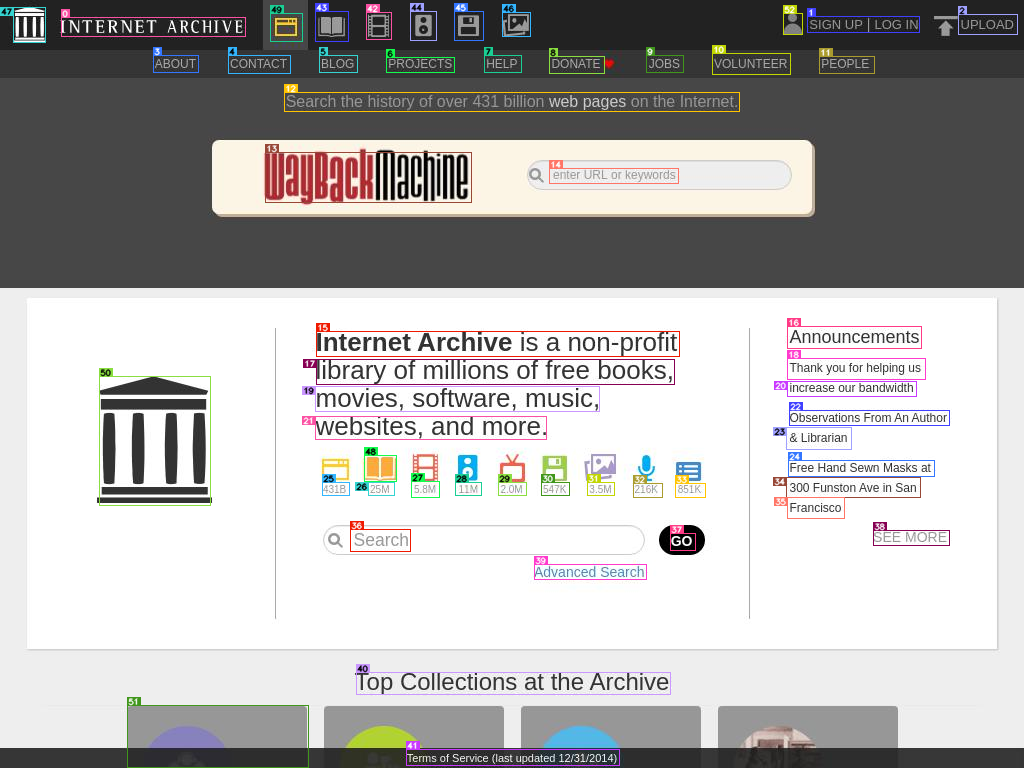 INTERNET ARCHIVE
SIGN UP | LOG IN
UPLOAD
ABOUT
CONTACT
BLOG
PROJECTS
HELP
DONATE
JOBS
VOLUNTEER
PEOPLE
Search the history of over 431 billion web pages on the Internet.
WayBackMachine
enter URL or keywords
Internet Archive is a non-profit
library of millions of free books,
movies, software, music,
websites, and more.
431B
25M
5.8M
11M
2.0M
547K
3.5M
216K
851K
Search
GO
Advanced Search
Announcements
Thank you for helping us
increase our bandwidth
Observations From An Author
& Librarian
Free Hand Sewn Masks at
300 Funston Ave in San
Francisco
SEE MORE
Top Collections at the Archive
Terms of Service (last updated 12/31/2014)